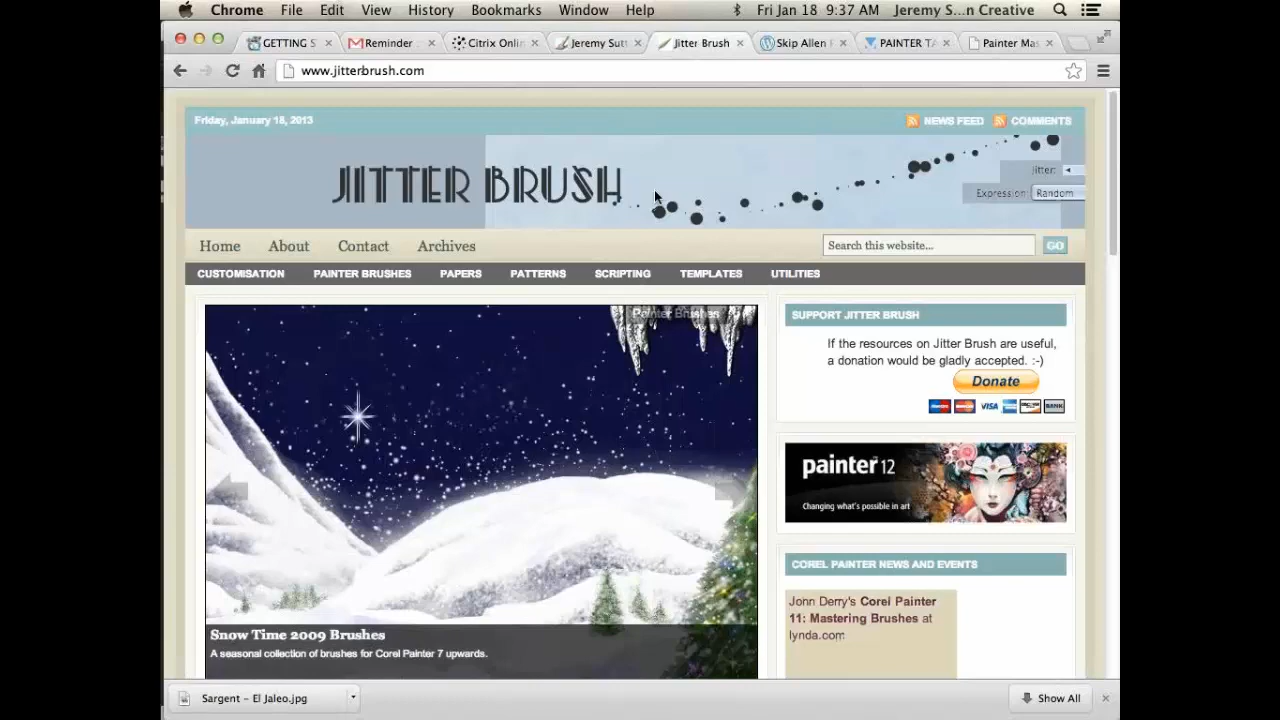 Chrome File Edit View History Bookmarks Window Help Fri Jan 18 9:37 AM Jeremy S...n Creative
GETTING S Reminder Citrix Onlin Jeremy Sutt Jitter Brush Skip Allen PAINTER TA Painter Mas
www.jitterbrush.com
Friday, January 18, 2013 NEWS FEED COMMENTS
JITTER BRUSH
Jitter:
Expression: Random
Home About Contact Archives Search this website... GO
CUSTOMISATION PAINTER BRUSHES PAPERS PATTERNS SCRIPTING TEMPLATES UTILITIES
Painter Brushes
Snow Time 2009 Brushes
A seasonal collection of brushes for Corel Painter 7 upwards.
SUPPORT JITTER BRUSH
If the resources on Jitter Brush are useful,
a donation would be gladly accepted. :-)
Donate
VISA
BANK
painter 12
Changing what's possible in art
COREL PAINTER NEWS AND EVENTS
John Derry's Corel Painter
11: Mastering Brushes at
lynda.com
Sargent – El Jaleo.jpg Show All